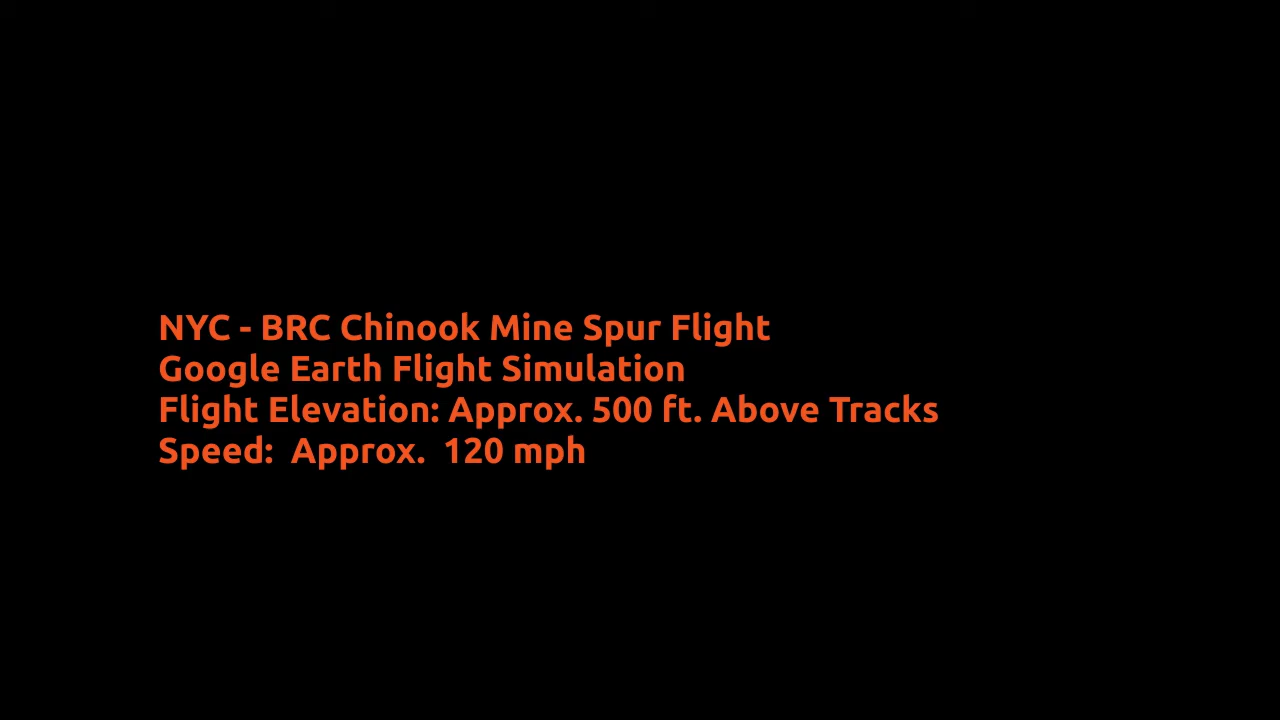 NYC - BRC Chinook Mine Spur Flight
Google Earth Flight Simulation
Flight Elevation: Approx. 500 ft. Above Tracks
Speed:  Approx.  120 mph